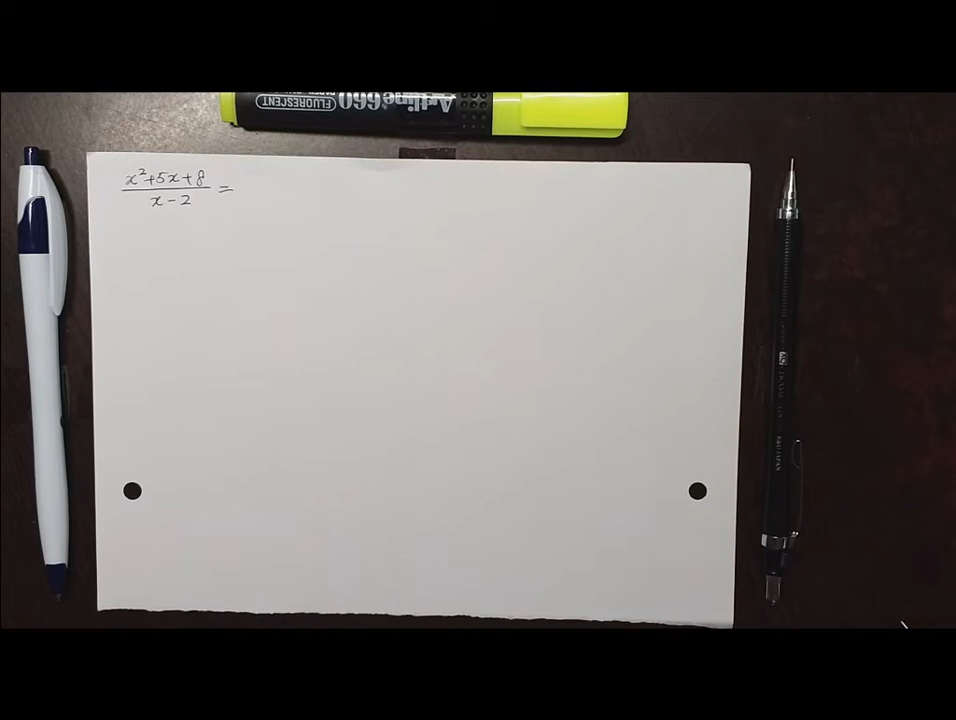 Artline 660 FLUORESCENT
x²+5x+8
x-2 =